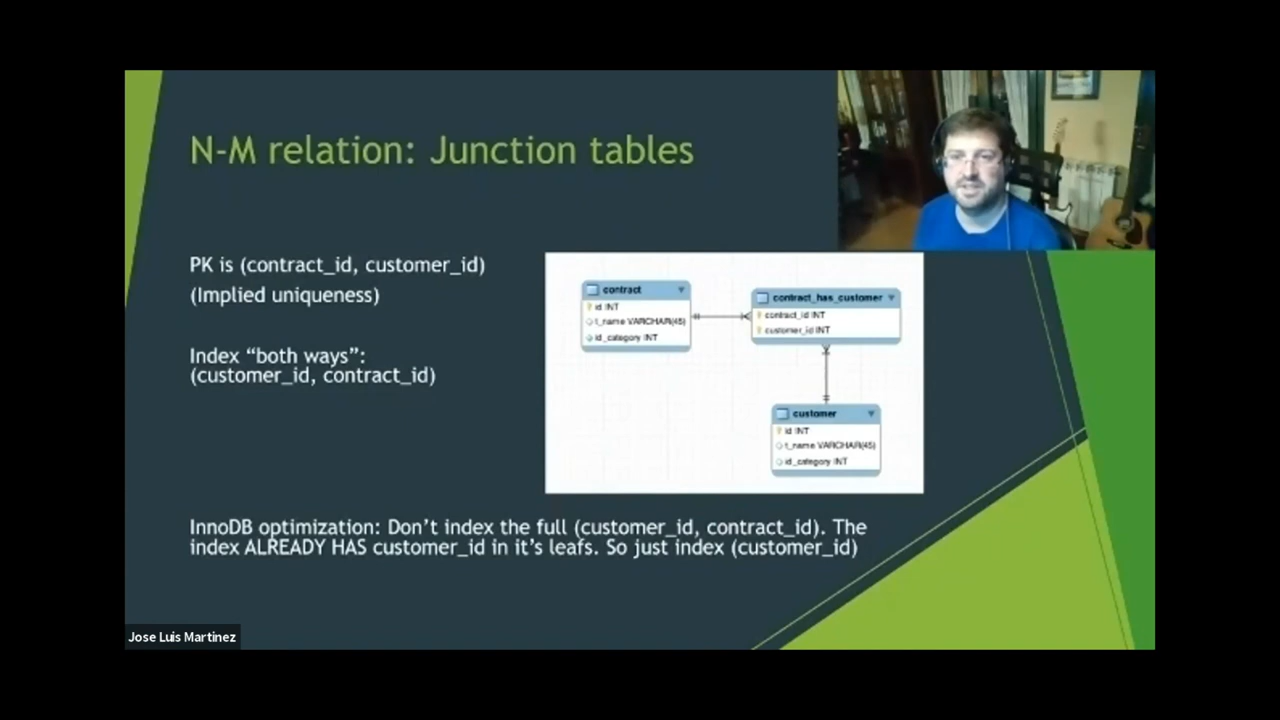 N-M relation: Junction tables
PK is (contract_id, customer_id)
(Implied uniqueness)
Index “both ways”:
(customer_id, contract_id)
contract
id INT
t_name VARCHAR(45)
id_category INT
contract_has_customer
contract_id INT
customer_id INT
customer
id INT
t_name VARCHAR(45)
id_category INT
InnoDB optimization: Don’t index the full (customer_id, contract_id). The
index ALREADY HAS customer_id in it’s leafs. So just index (customer_id)
Jose Luis Martinez